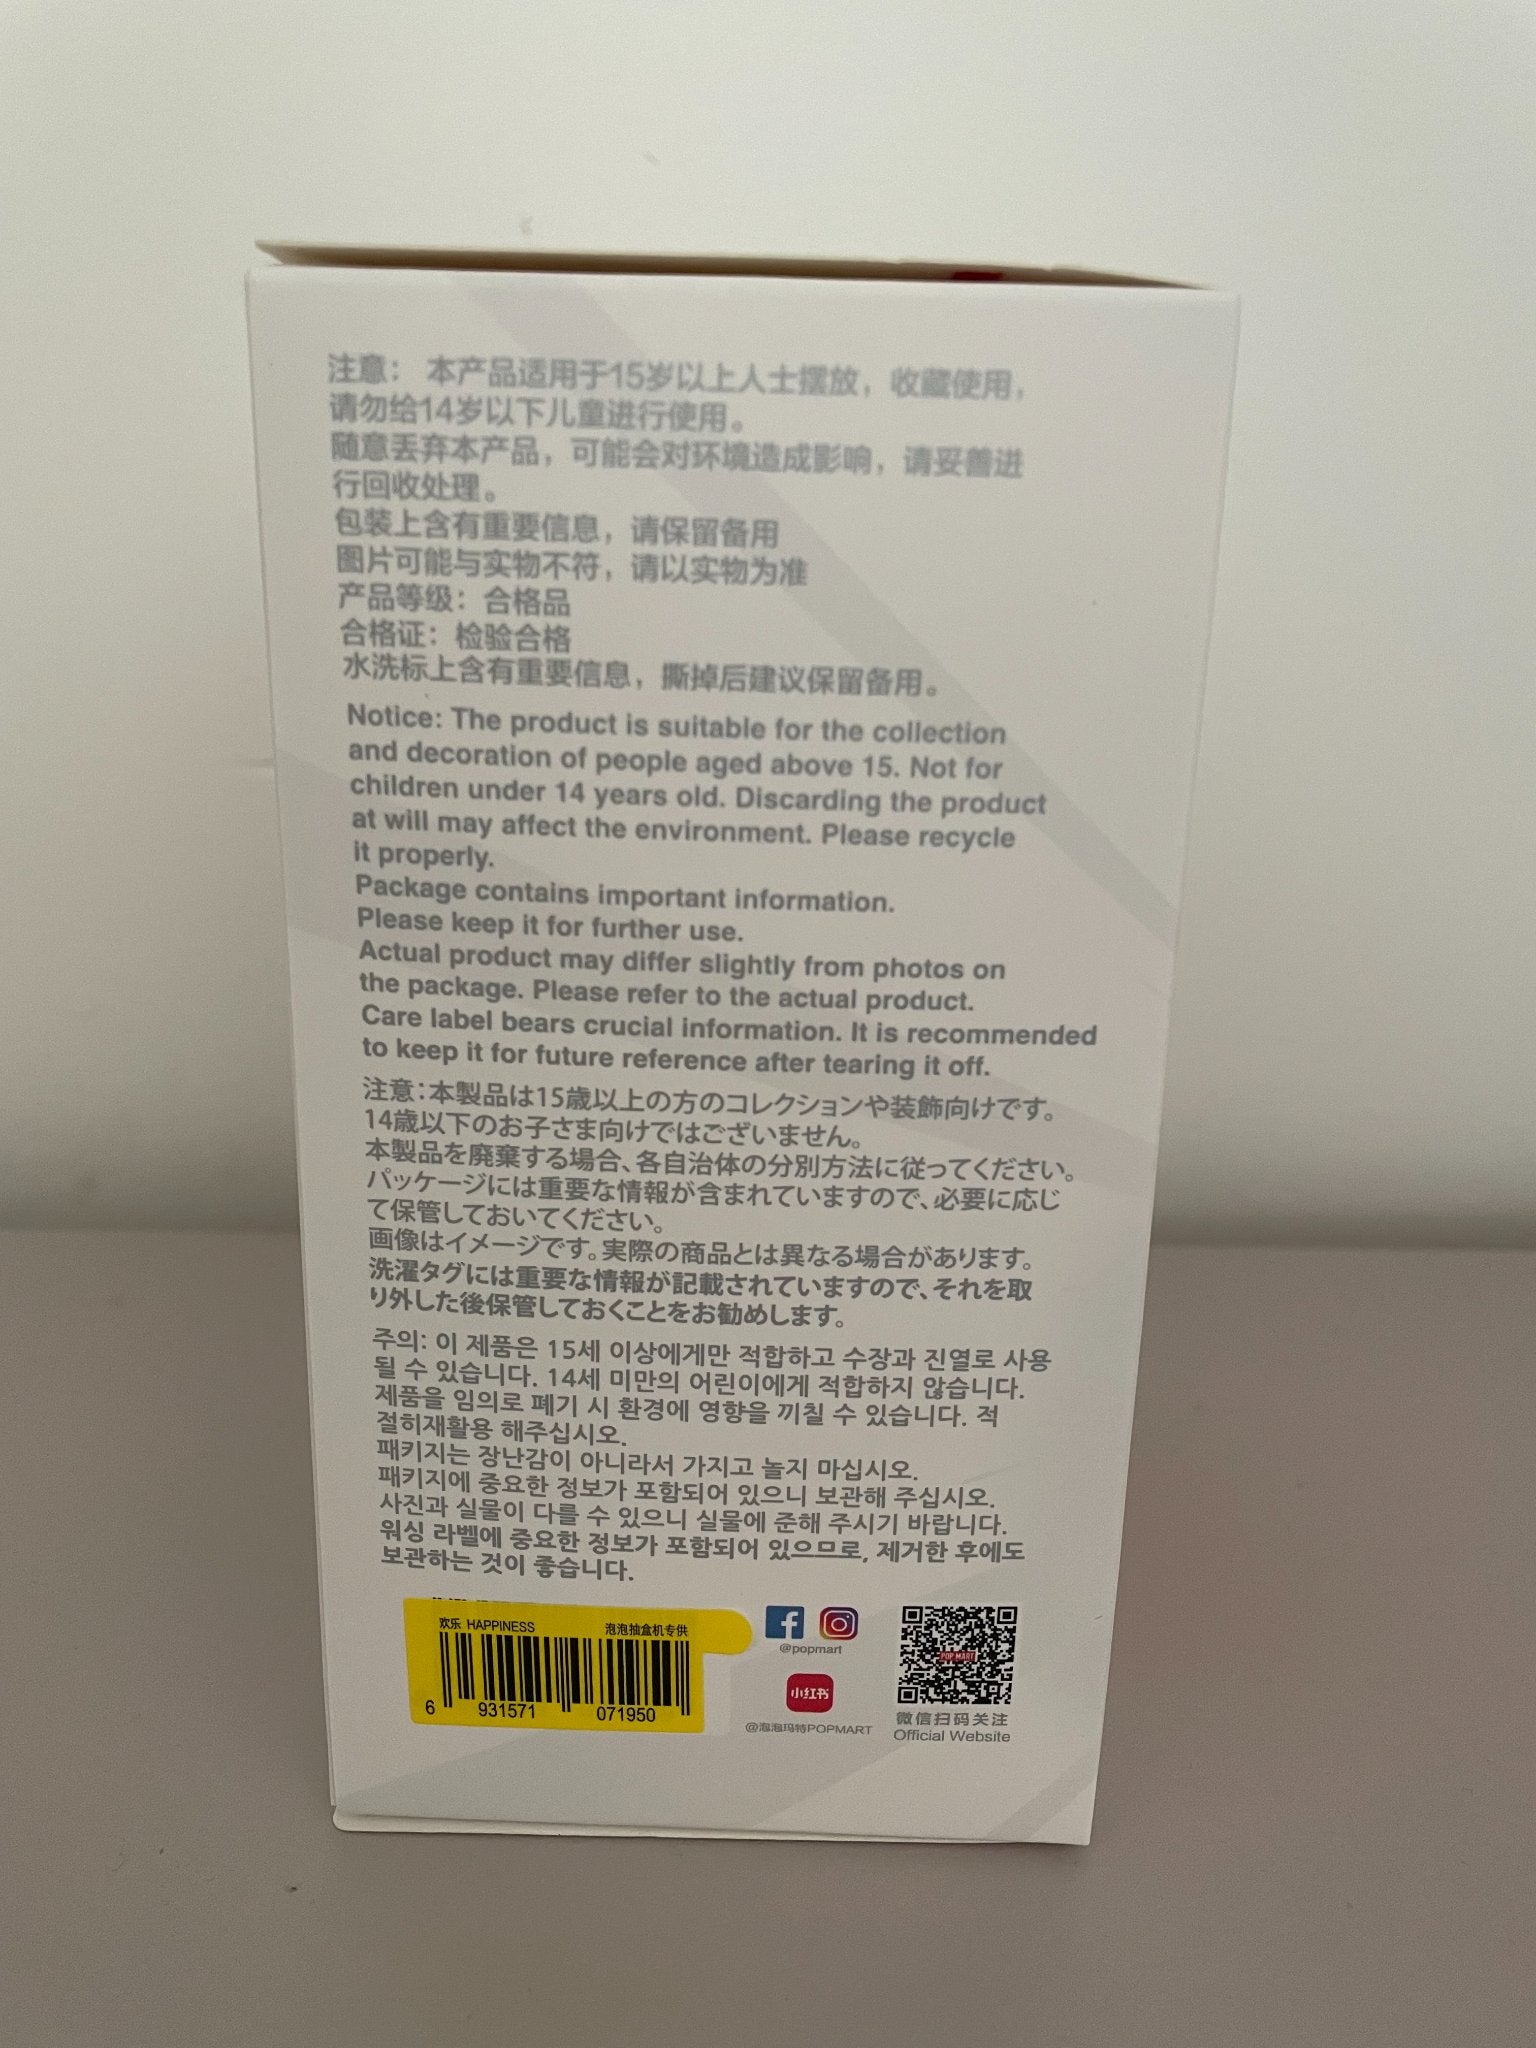 注意： 本产品适用于15岁以上人士摆放，收藏使用，
请勿给14岁以下儿童进行使用。
随意丢弃本产品，可能会对环境造成影响，请妥善进
行回收处理。
包装上含有重要信息，请保留备用
图片可能与实物不符，请以实物为准
产品等级：合格品
合格证：检验合格
水洗标上含有重要信息，撕掉后建议保留备用。
Notice: The product is suitable for the collection
and decoration of people aged above 15. Not for
children under 14 years old. Discarding the product
at will may affect the environment. Please recycle
it properly.
Package contains important information.
Please keep it for further use.
Actual product may differ slightly from photos on
the package. Please refer to the actual product.
Care label bears crucial information. It is recommended
to keep it for future reference after tearing it off.
注意：本製品は15歳以上の方のコレクションや装飾向けです。
14歳以下のお子さま向けではございません。
本製品を廃棄する場合、各自治体の分別方法に従ってください。
パッケージには重要な情報が含まれていますので、必要に応じ
て保管しておいてください。
画像はイメージです。実際の商品とは異なる場合があります。
洗濯タグには重要な情報が記載されていますので、それを取
り外した後保管しておくことをお勧めします。
주의: 이 제품은 15세 이상에게만 적합하고 수장과 진열로 사용
될 수 있습니다. 14세 미만의 어린이에게 적합하지 않습니다.
제품을 임의로 폐기 시 환경에 영향을 끼칠 수 있습니다. 적
절히재활용 해주십시오.
패키지는 장난감이 아니라서 가지고 놀지 마십시오.
패키지에 중요한 정보가 포함되어 있으니 보관해 주십시오.
사진과 실물이 다를 수 있으니 실물에 준해 주시기 바랍니다.
워싱 라벨에 중요한 정보가 포함되어 있으므로, 제거한 후에도
보관하는 것이 좋습니다.
欢乐 HAPPINESS 泡泡抽盒机专供
6 931571 071950
@popmart
小红书
@泡泡玛特POPMART
POP MART
微信扫码关注
Official Website